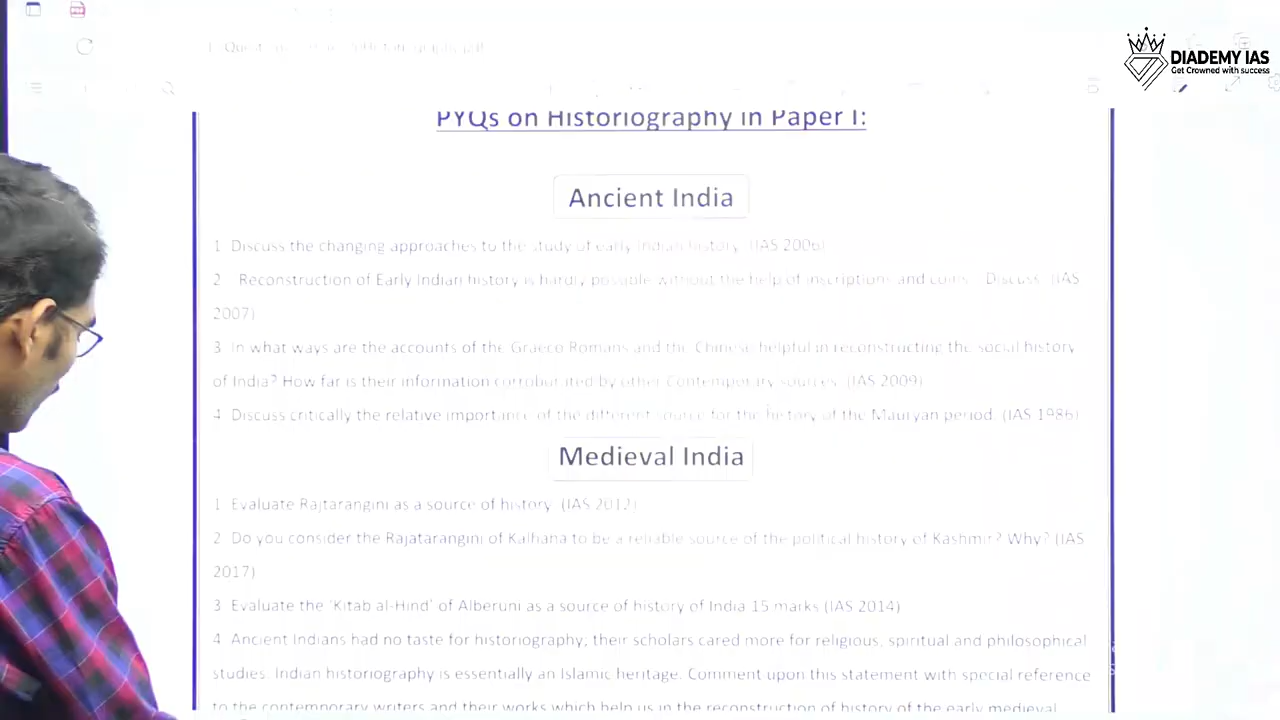 DIADEMY IAS
Get Crowned with success
PYQs on Historiography in Paper I:
Ancient India
1 Discuss the changing approaches to the study of early Indian history. (IAS 2006)
2 Reconstruction of Early Indian history is hardly possible without the help of inscriptions and coins. Discuss. (IAS
2007)
3 In what ways are the accounts of the Graeco Romans and the Chinese helpful in reconstructing the social history
of India? How far is their information corroborated by other Contemporary sources. (IAS 2009)
4 Discuss critically the relative importance of the different source for the history of the Mauryan period. (IAS 1986)
Medieval India
1 Evaluate Rajtarangini as a source of history. (IAS 2012)
2 Do you consider the Rajatarangini of Kalhana to be a reliable source of the political history of Kashmir? Why? (IAS
2017)
3 Evaluate the 'Kitab al-Hind' of Alberuni as a source of history of India 15 marks (IAS 2014)
4 Ancient Indians had no taste for historiography; their scholars cared more for religious, spiritual and philosophical
studies. Indian historiography is essentially an Islamic heritage. Comment upon this statement with special reference
to the contemporary writers and their works which help us in the reconstruction of history of the early medieval